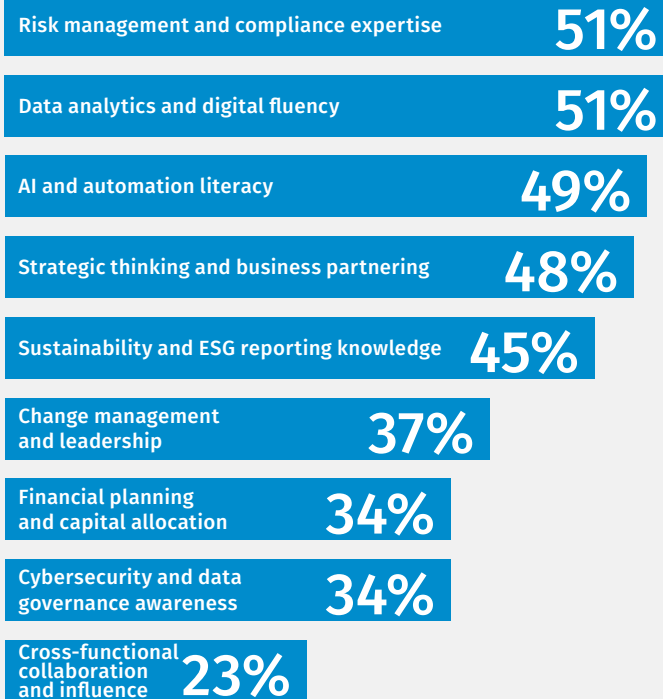 Risk management and compliance expertise 51%
Data analytics and digital fluency 51%
AI and automation literacy 49%
Strategic thinking and business partnering 48%
Sustainability and ESG reporting knowledge 45%
Change management
and leadership 37%
Financial planning
and capital allocation 34%
Cybersecurity and data
governance awareness 34%
Cross-functional
collaboration
and influence 23%